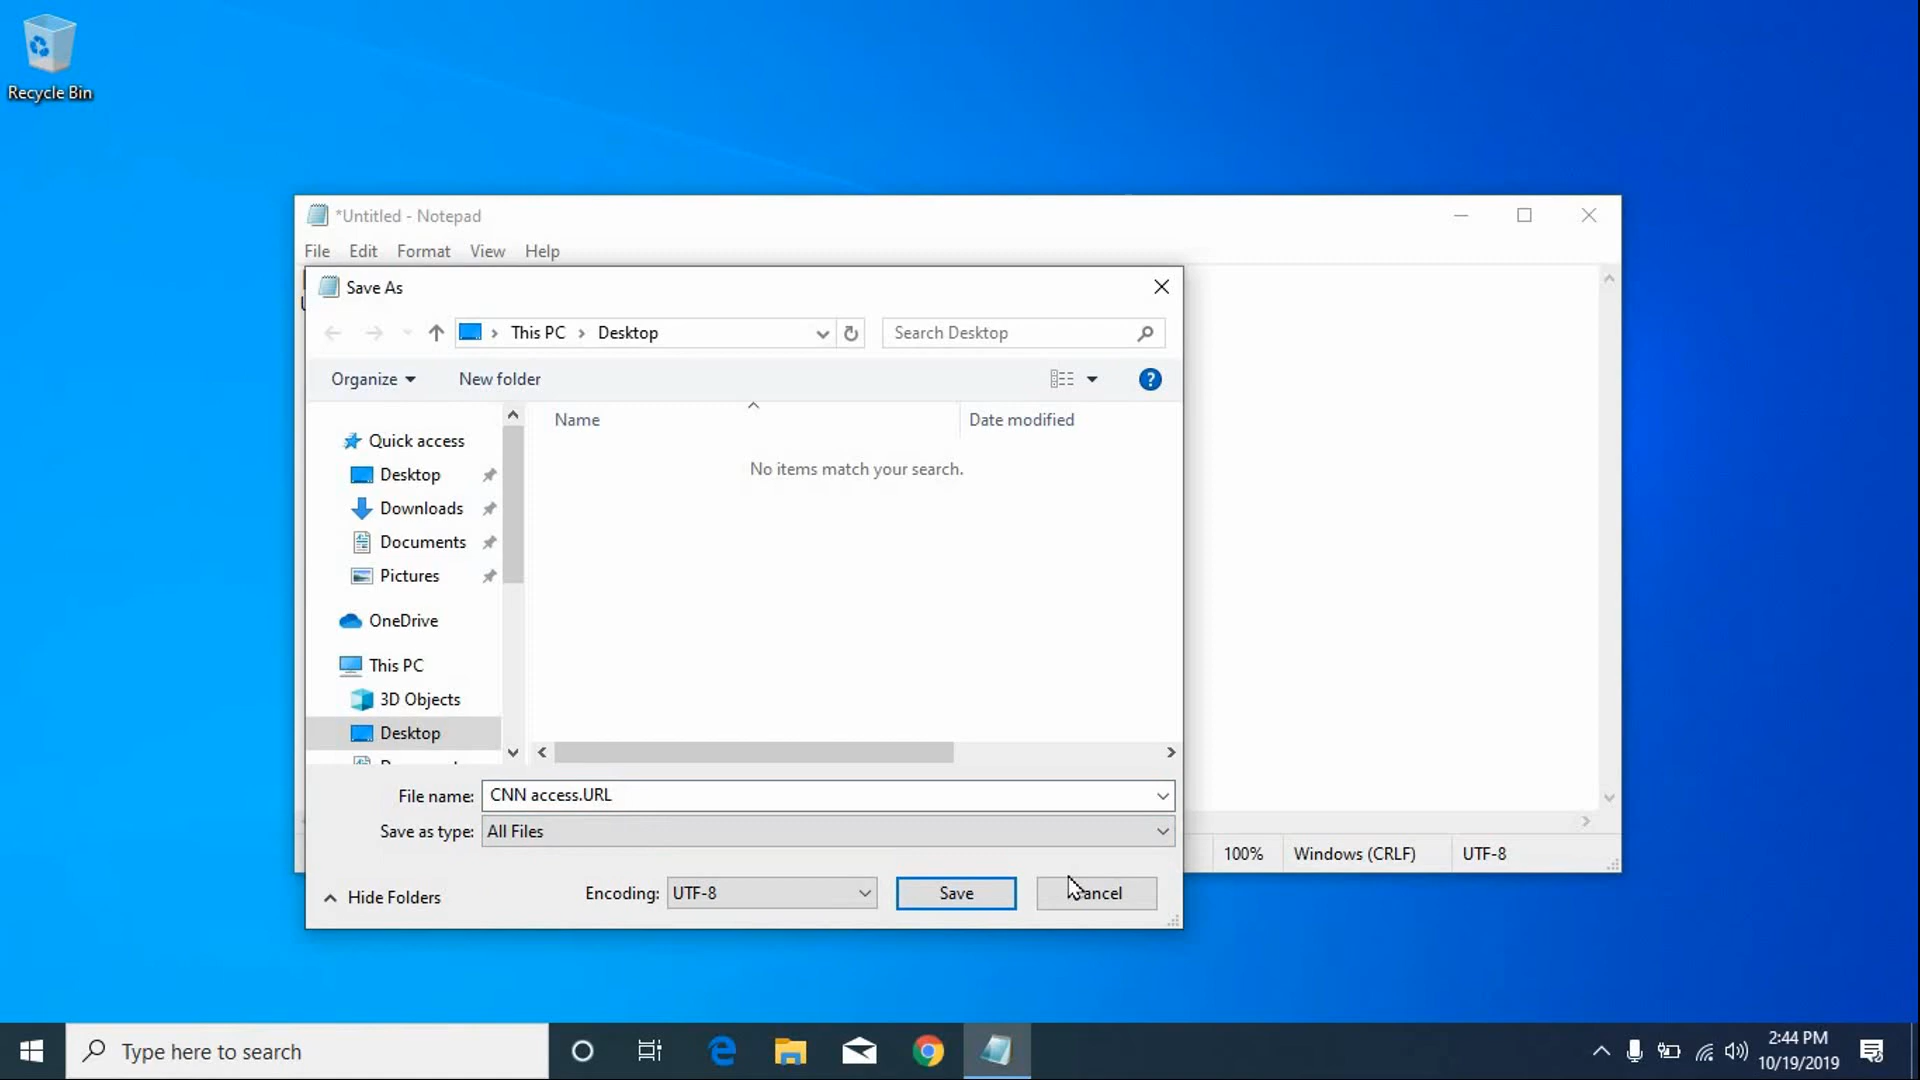 Recycle Bin
*Untitled - Notepad
File Edit Format View Help
Save As
This PC > Desktop
Search Desktop
Organize New folder
Name Date modified
No items match your search.
Quick access
Desktop
Downloads
Documents
Pictures
OneDrive
This PC
3D Objects
Desktop
File name: CNN access.URL
Save as type: All Files
Hide Folders Encoding: UTF-8 Save
100% Windows (CRLF) UTF-8
Type here to search
2:44 PM
10/19/2019